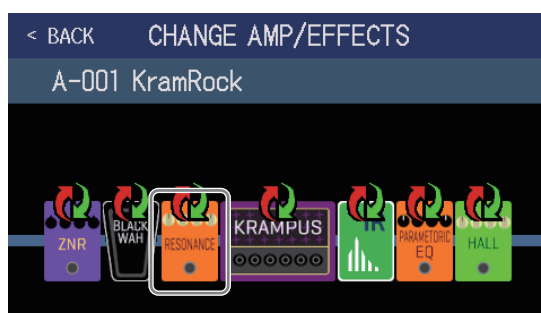 < BACK
CHANGE AMP/EFFECTS
A-001 KramRock
ZNR
BLACK
WAH
RESONANCE
KRAMPUS
IR
PARAMETORIC
EQ
HALL